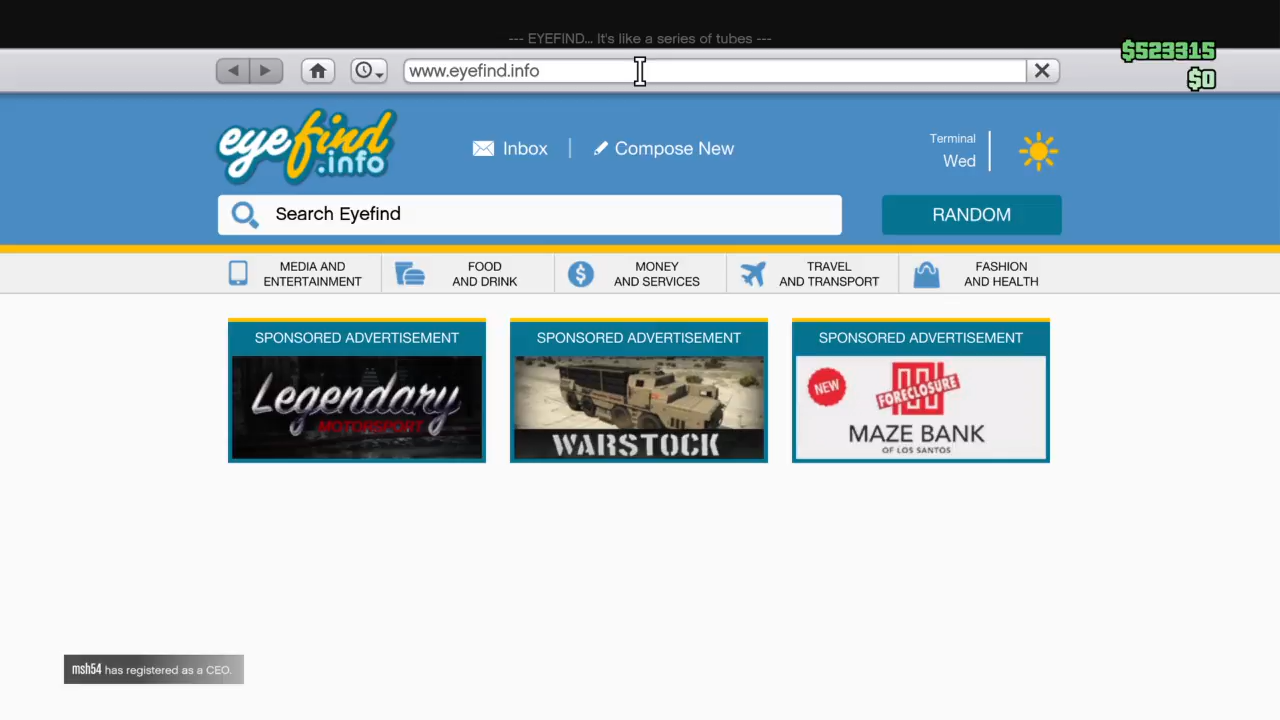 --- EYEFIND... It's like a series of tubes ---
$523315
$0
www.eyefind.info
eyefind
.info
Inbox
Compose New
Terminal
Wed
Search Eyefind
RANDOM
MEDIA AND
ENTERTAINMENT
FOOD
AND DRINK
MONEY
AND SERVICES
TRAVEL
AND TRANSPORT
FASHION
AND HEALTH
SPONSORED ADVERTISEMENT
Legendary
MOTORSPORT
SPONSORED ADVERTISEMENT
WARSTOCK
SPONSORED ADVERTISEMENT
NEW
FORECLOSURE
MAZE BANK
OF LOS SANTOS
msh54 has registered as a CEO.